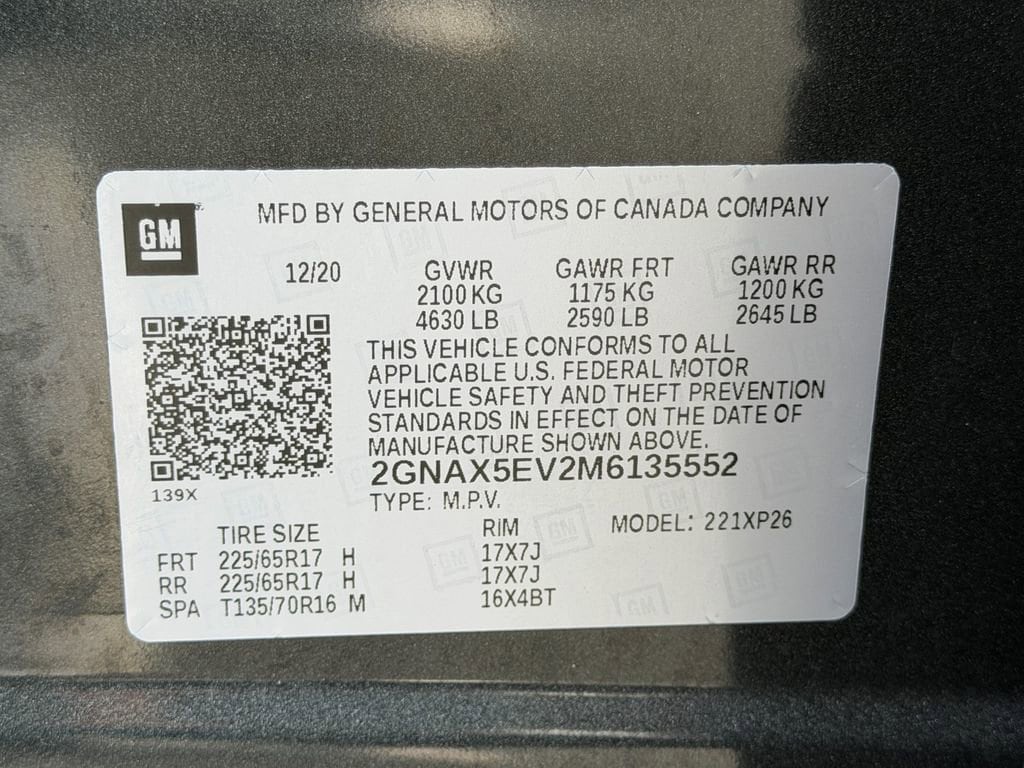 GM
MFD BY GENERAL MOTORS OF CANADA COMPANY
12/20 GVWR GAWR FRT GAWR RR
2100 KG 1175 KG 1200 KG
4630 LB 2590 LB 2645 LB
THIS VEHICLE CONFORMS TO ALL
APPLICABLE U.S. FEDERAL MOTOR
VEHICLE SAFETY AND THEFT PREVENTION
STANDARDS IN EFFECT ON THE DATE OF
MANUFACTURE SHOWN ABOVE.
2GNAX5EV2M6135552
139X
TYPE: M.P.V.
TIRE SIZE RIM MODEL: 221XP26
FRT 225/65R17 H 17X7J
RR 225/65R17 H 17X7J
SPA T135/70R16 M 16X4BT